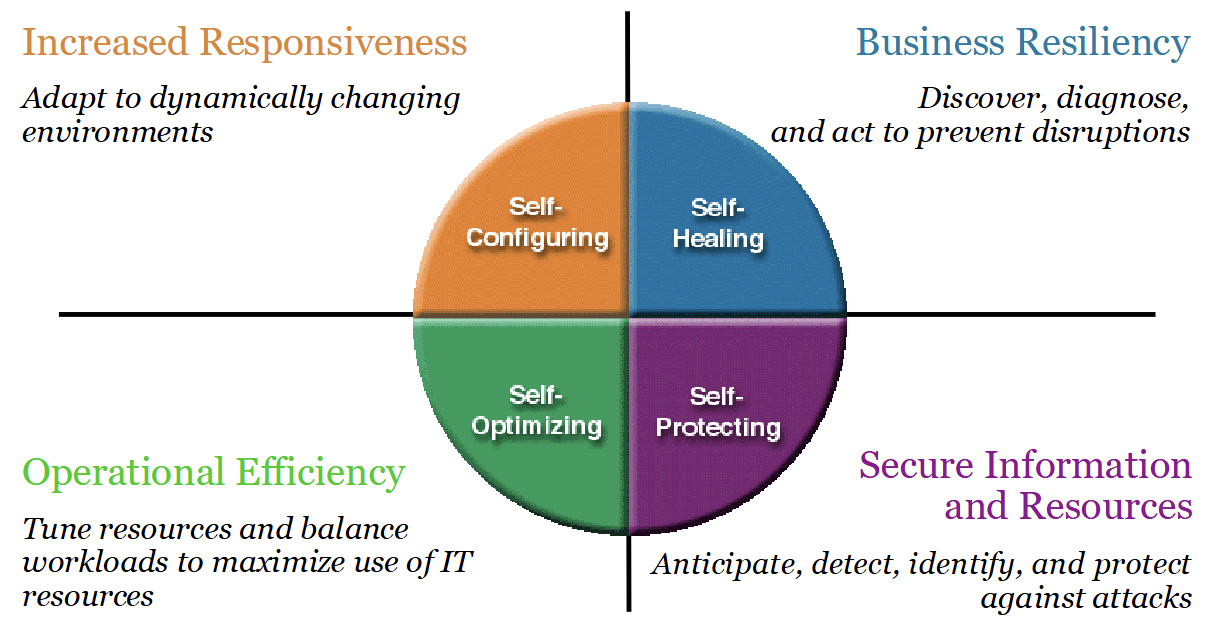 Increased Responsiveness
Adapt to dynamically changing
environments
Business Resiliency
Discover, diagnose,
and act to prevent disruptions
Self-
Configuring
Self-
Healing
Self-
Optimizing
Self-
Protecting
Operational Efficiency
Tune resources and balance
workloads to maximize use of IT
resources
Secure Information
and Resources
Anticipate, detect, identify, and protect
against attacks